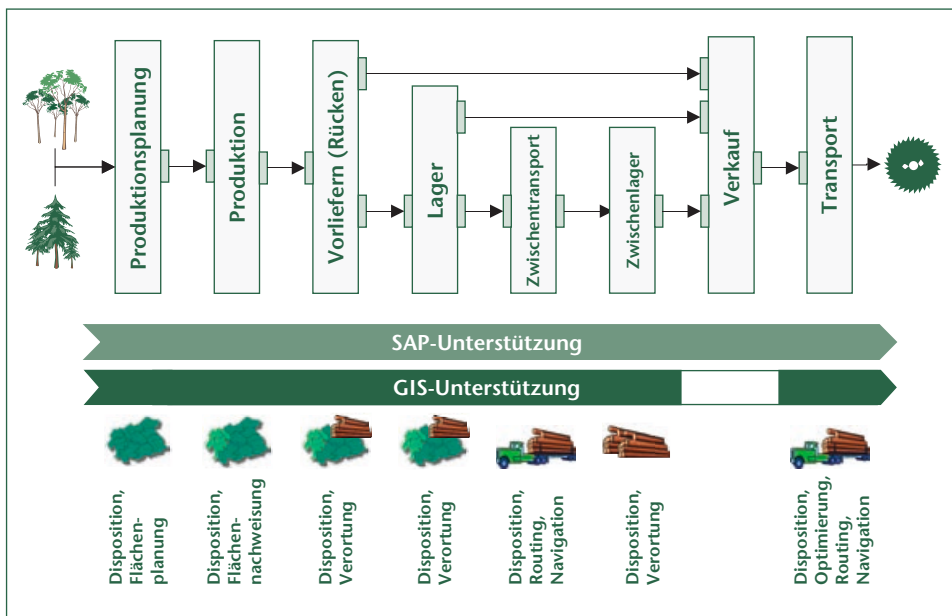 Produktionsplanung
Produktion
Vorliefern (Rücken)
Lager
Zwischentransport
Zwischenlager
Verkauf
Transport
SAP-Unterstützung
GIS-Unterstützung
Disposition,
Flächen-
planung
Disposition,
Flächen-
nachweisung
Disposition,
Verortung
Disposition,
Verortung
Disposition,
Routing,
Navigation
Disposition,
Verortung
Disposition,
Optimierung,
Routing,
Navigation